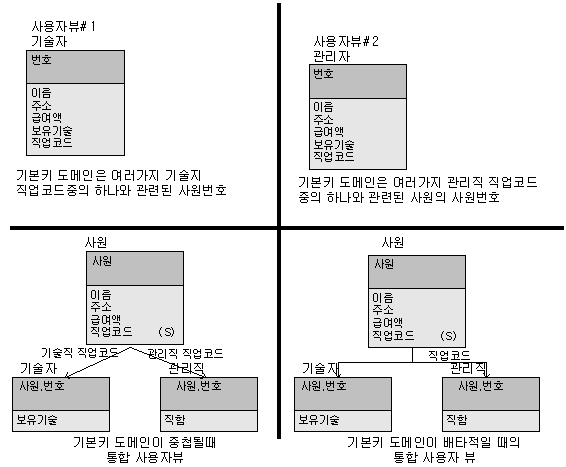 사용자뷰#1
기술자
번호
이름
주소
급여액
보유기술
직업코드
기본키 도메인은 여러가지 기술지
직업코드중의 하나와 관련된 사원번호
사용자뷰#2
관리자
번호
이름
주소
급여액
보유기술
직업코드
기본키 도메인은 여러가지 관리직 직업코드
중의 하나와 관련된 사원의 사원번호
사원
사원
이름
주소
급여액
직업코드 (S)
기술직 직업코드
관리직 직업코드
기술자
사원,번호
보유기술
관리직
사원,번호
직함
기본키 도메인이 중첩될때
통합 사용자뷰
사원
사원
이름
주소
급여액
직업코드 (S)
직업코드
기술자
사원,번호
보유기술
관리직
사원,번호
직함
기본키 도메인이 배타적일 때의
통합 사용자 뷰